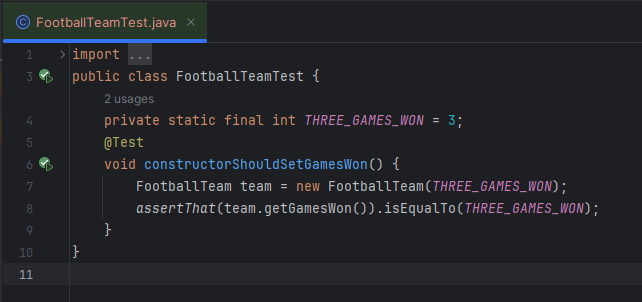 FootballTeamTest.java
1 import ...
3 public class FootballTeamTest {
2 usages
4 private static final int THREE_GAMES_WON = 3;
5 @Test
6 void constructorShouldSetGamesWon() {
7 FootballTeam team = new FootballTeam(THREE_GAMES_WON);
8 assertThat(team.getGamesWon()).isEqualTo(THREE_GAMES_WON);
9 }
10 }
11